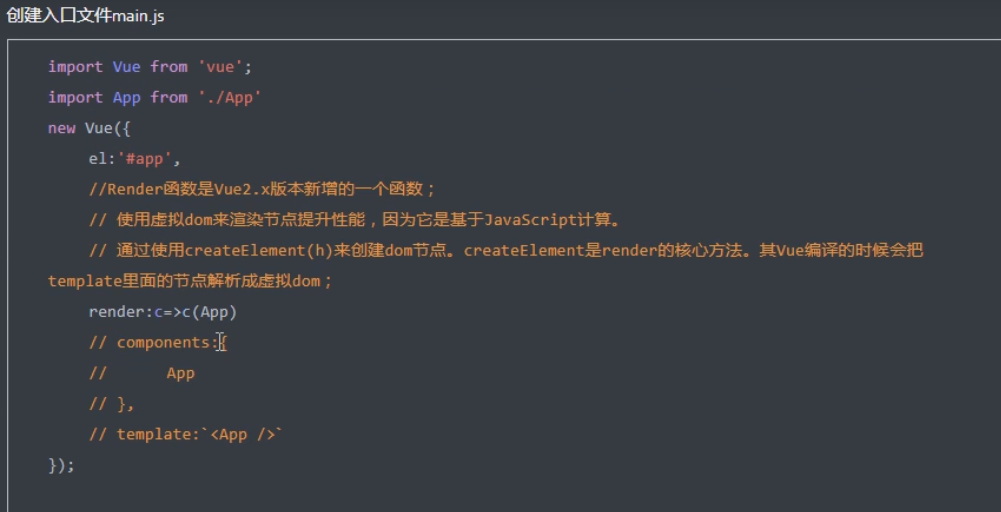 创建入口文件main.js
import Vue from 'vue';
import App from './App'
new Vue({
el:'#app',
//Render函数是Vue2.x版本新增的一个函数；
// 使用虚拟dom来渲染节点提升性能，因为它是基于JavaScript计算。
// 通过使用createElement(h)来创建dom节点。createElement是render的核心方法。其Vue编译的时候会把
template里面的节点解析成虚拟dom；
render:c=>c(App)
// components:{
// App
// },
// template:`<App />`
});